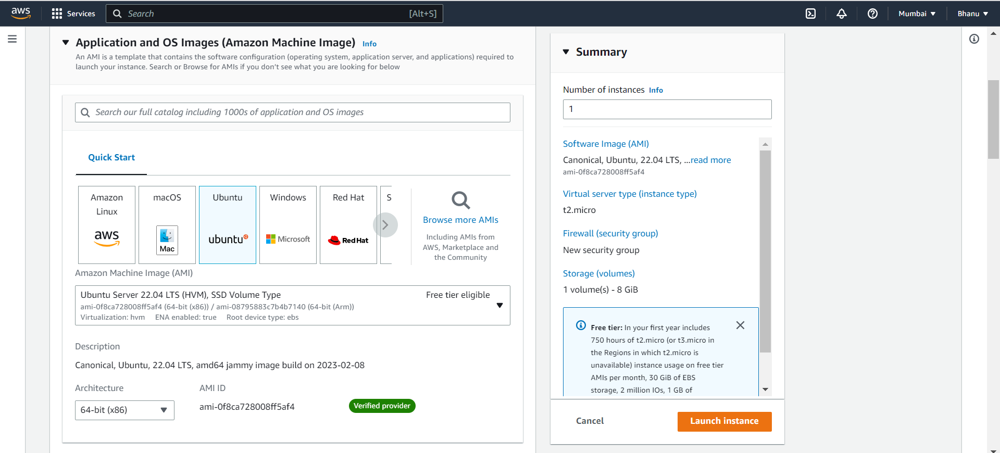 aws
Services
Search
[Alt+S]
Mumbai
Bhanu
Application and OS Images (Amazon Machine Image) Info
An AMI is a template that contains the software configuration (operating system, application server, and applications) required to
launch your instance. Search or Browse for AMIs if you don’t see what you are looking for below
Search our full catalog including 1000s of application and OS images
Quick Start
Amazon
Linux
aws
macOS
Mac
Ubuntu
ubuntu
Windows
Microsoft
Red Hat
Red Hat
S
Browse more AMIs
Including AMIs from
AWS, Marketplace and
the Community
Amazon Machine Image (AMI)
Ubuntu Server 22.04 LTS (HVM), SSD Volume Type
Free tier eligible
ami-0f8ca728008ff5af4 (64-bit (x86)) / ami-08795883c7b4b7140 (64-bit (Arm))
Virtualization: hvm ENA enabled: true Root device type: ebs
Description
Canonical, Ubuntu, 22.04 LTS, amd64 jammy image build on 2023-02-08
Architecture
AMI ID
64-bit (x86)
ami-0f8ca728008ff5af4
Verified provider
Summary
Number of instances Info
1
Software Image (AMI)
Canonical, Ubuntu, 22.04 LTS, ...read more
ami-0f8ca728008ff5af4
Virtual server type (instance type)
t2.micro
Firewall (security group)
New security group
Storage (volumes)
1 volume(s) - 8 GiB
Free tier: In your first year includes
750 hours of t2.micro (or t3.micro in
the Regions in which t2.micro is
unavailable) instance usage on free tier
AMIs per month, 30 GiB of EBS
storage, 2 million IOs, 1 GB of
Cancel
Launch instance